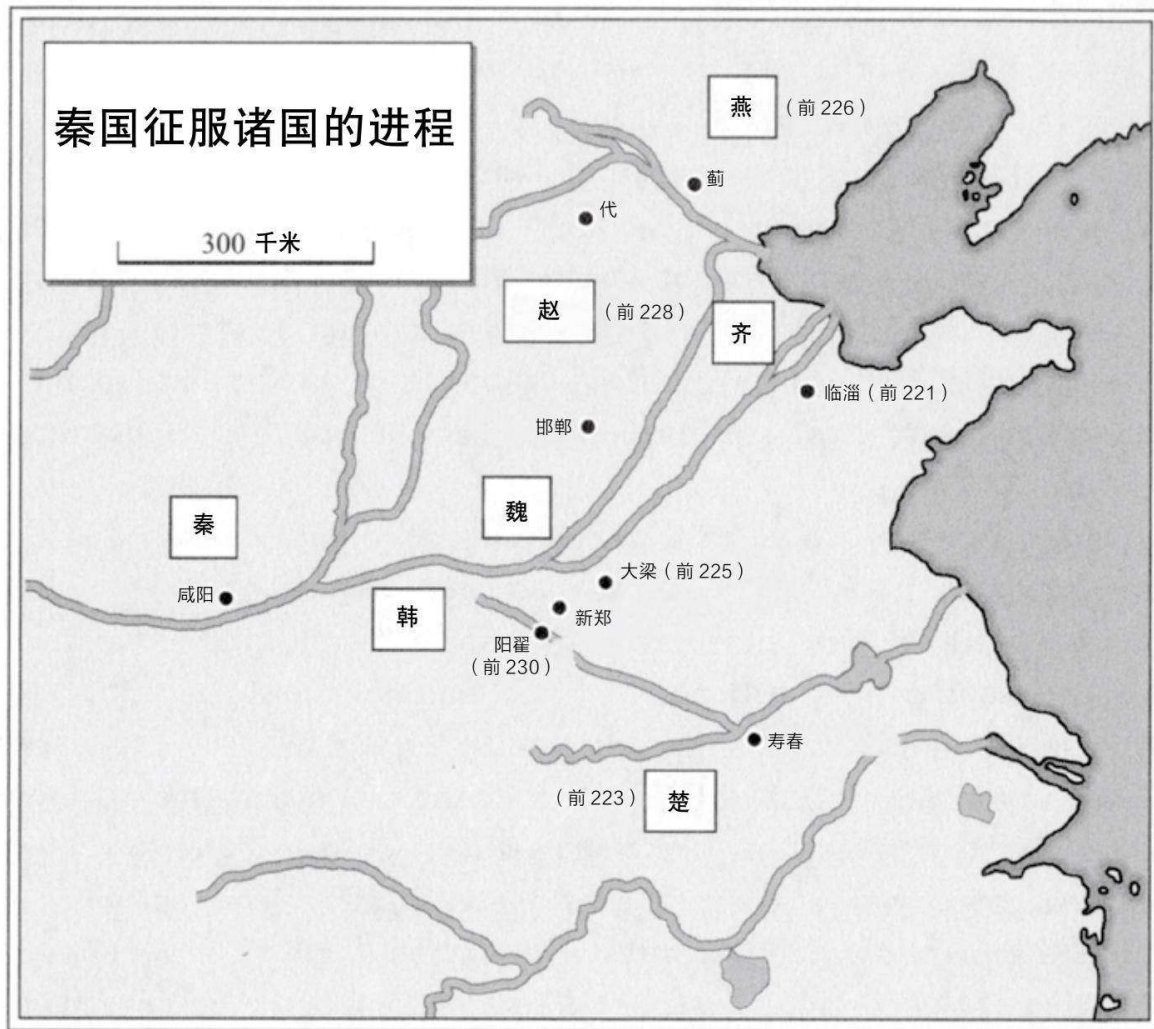 秦国征服诸国的进程
300 千米
燕 (前 226)
蓟
代
赵 (前 228)
齐
临淄 (前 221)
邯郸
魏
秦
大梁 (前 225)
咸阳
韩
新郑
阳翟
(前 230)
寿春
(前 223) 楚